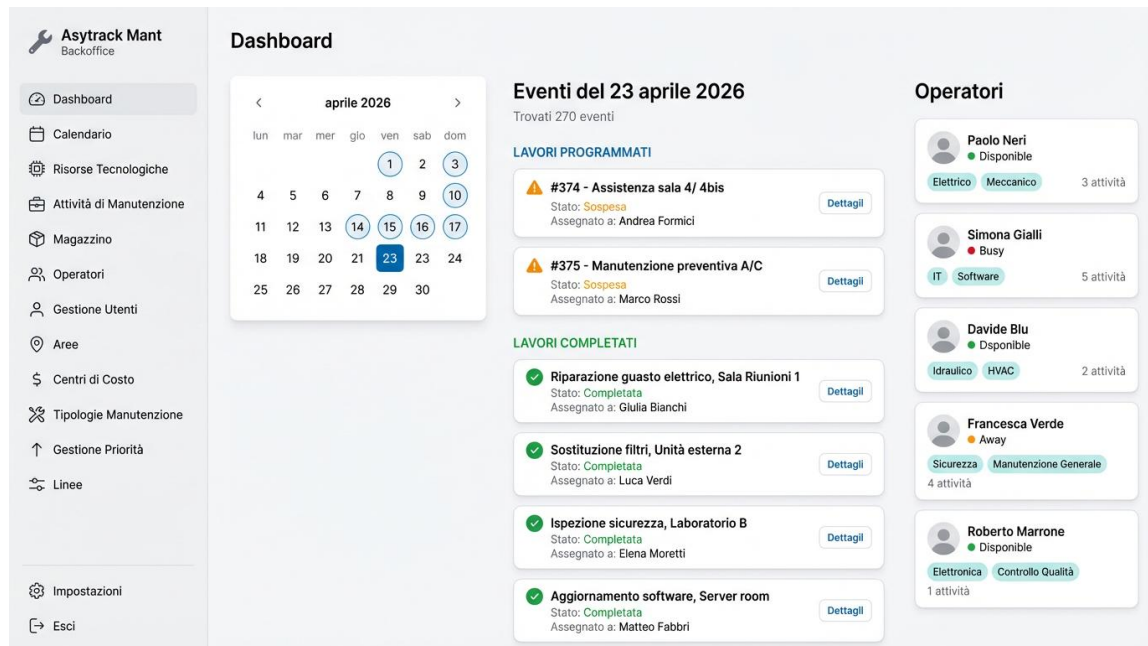 Asytrack Mant
Backoffice
Dashboard
Calendario
Risorse Tecnologiche
Attività di Manutenzione
Magazzino
Operatori
Gestione Utenti
Aree
Centri di Costo
Tipologie Manutenzione
Gestione Priorità
Linee
Impostazioni
Esci
Dashboard
aprile 2026
lun mar mer glo ven sab dom
1 2 3
4 5 6 7 8 9 10
11 12 13 14 15 16 17
18 19 20 21 23 23 24
25 26 27 28 29 30
Eventi del 23 aprile 2026
Trovati 270 eventi
LAVORI PROGRAMMATI
#374 - Assistenza sala 4/ 4bis
Stato: Sospesa
Assegnato a: Andrea Formici
Dettagli
#375 - Manutenzione preventiva A/C
Stato: Sospesa
Assegnato a: Marco Rossi
Dettagli
LAVORI COMPLETATI
Riparazione guasto elettrico, Sala Riunioni 1
Stato: Completata
Assegnato a: Glulia Bianchi
Dettagli
Sostituzione filtri, Unità esterna 2
Stato: Completata
Assegnato a: Luca Verdi
Dettagli
Ispezione sicurezza, Laboratorio B
Stato: Completata
Assegnato a: Elena Moretti
Dettagli
Aggiornamento software, Server room
Stato: Completata
Assegnato a: Matteo Fabbri
Dettagli
Operatori
Paolo Neri
Disponibile
Elettrico Meccanico 3 attività
Simona Gialli
Busy
IT Software 5 attività
Davide Blu
Dsponibile
Idraulico HVAC 2 attività
Francesca Verde
Away
Sicurezza Manutenzione Generale
4 attività
Roberto Marrone
Disponibile
Elettronica Controllo Qualità
1 attività